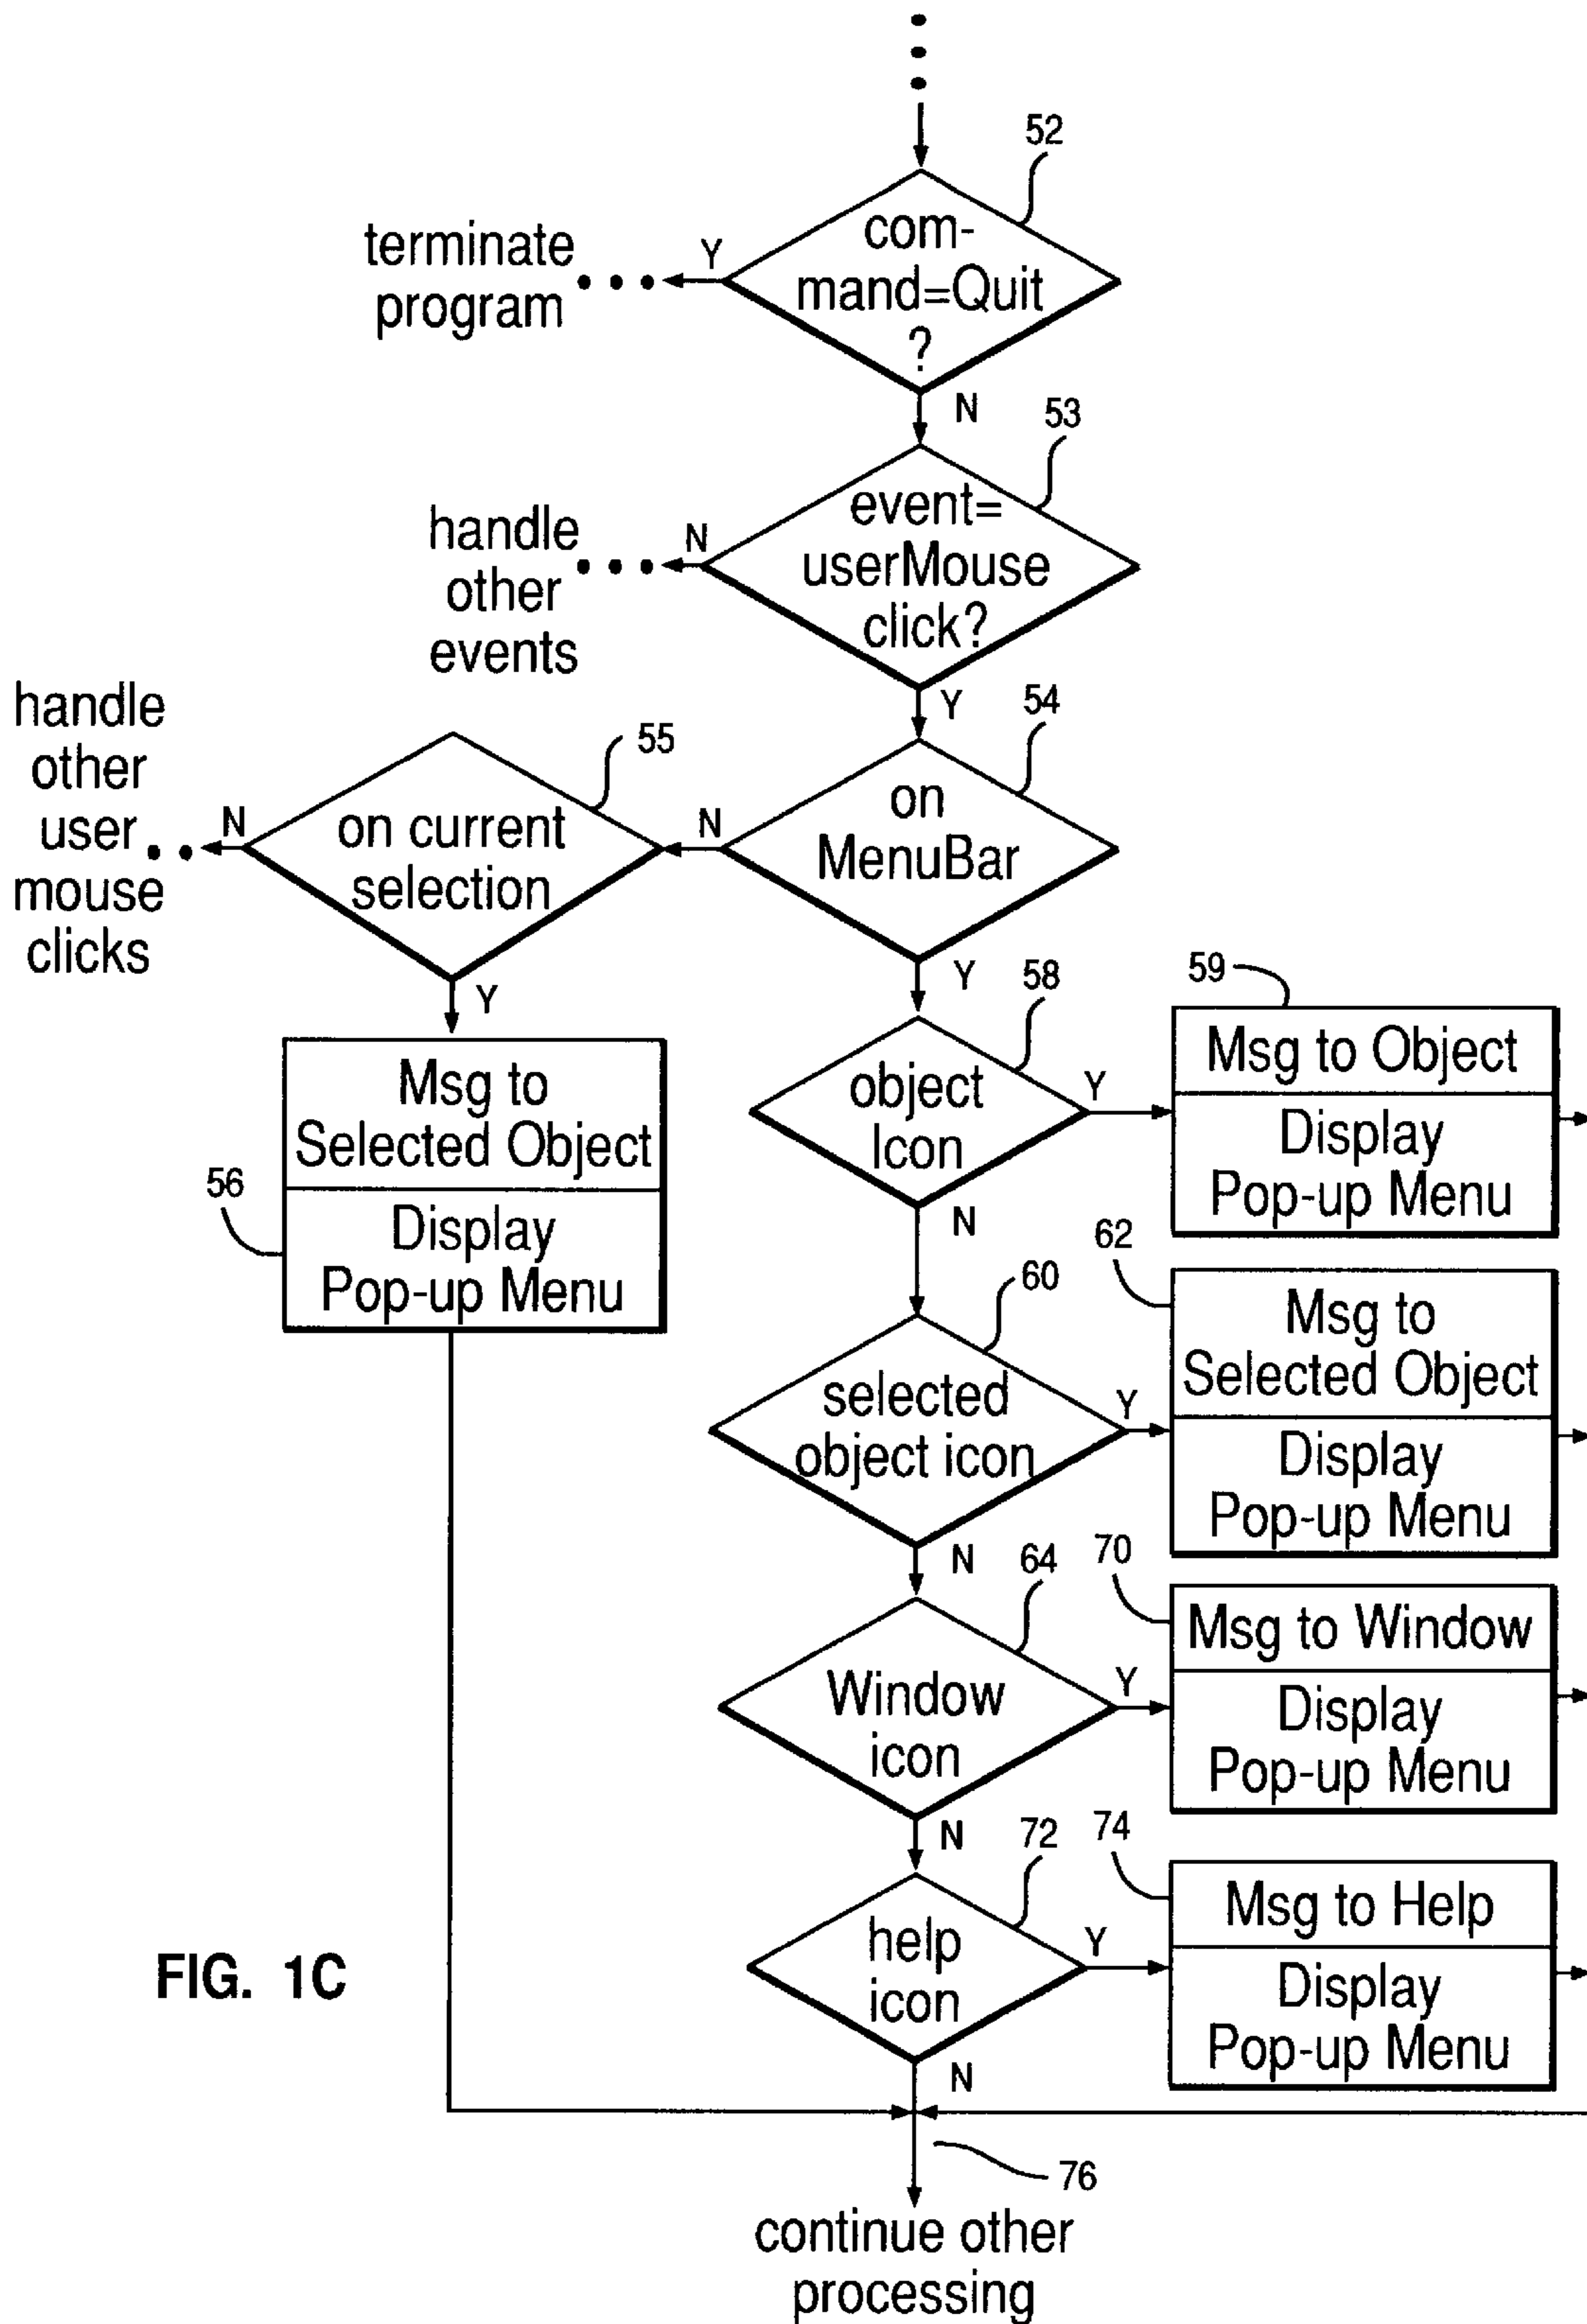 52
com-
mand=Quit
?
Y
terminate
program
N
53
event=
userMouse
click?
N
handle
other
events
Y
54
on
MenuBar
N
55
on current
selection
N
handle
other
user
mouse
clicks
Y
Msg to
Selected Object
56
Display
Pop-up Menu
Y
58
object
Icon
Y
59
Msg to Object
Display
Pop-up Menu
N
60
selected
object icon
Y
62
Msg to
Selected Object
Display
Pop-up Menu
N
64
Window
icon
Y
70
Msg to Window
Display
Pop-up Menu
N
72
help
icon
Y
74
Msg to Help
Display
Pop-up Menu
N
76
continue other
processing
FIG. 1C